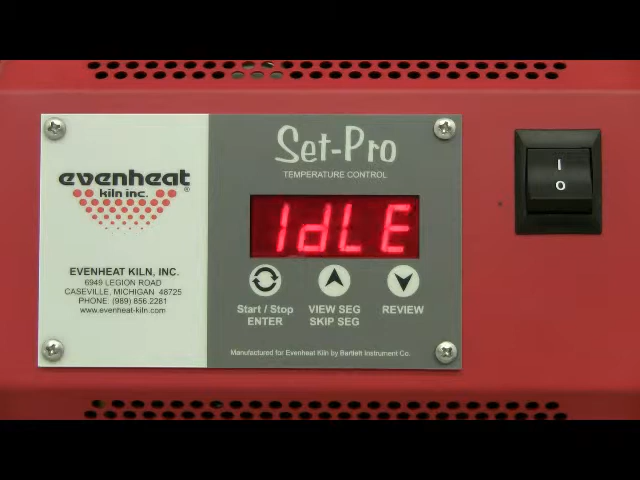 evenheat®
kiln inc.
EVENHEAT KILN, INC.
6949 LEGION ROAD
CASEVILLE, MICHIGAN 48725
PHONE: (989) 856.2281
www.evenheat-kiln.com
Set-Pro
TEMPERATURE CONTROL
IdLE
Start / Stop
ENTER
VIEW SEG
SKIP SEG
REVIEW
Manufactured for Evenheat Kiln by Bartlett Instrument Co.
I
O